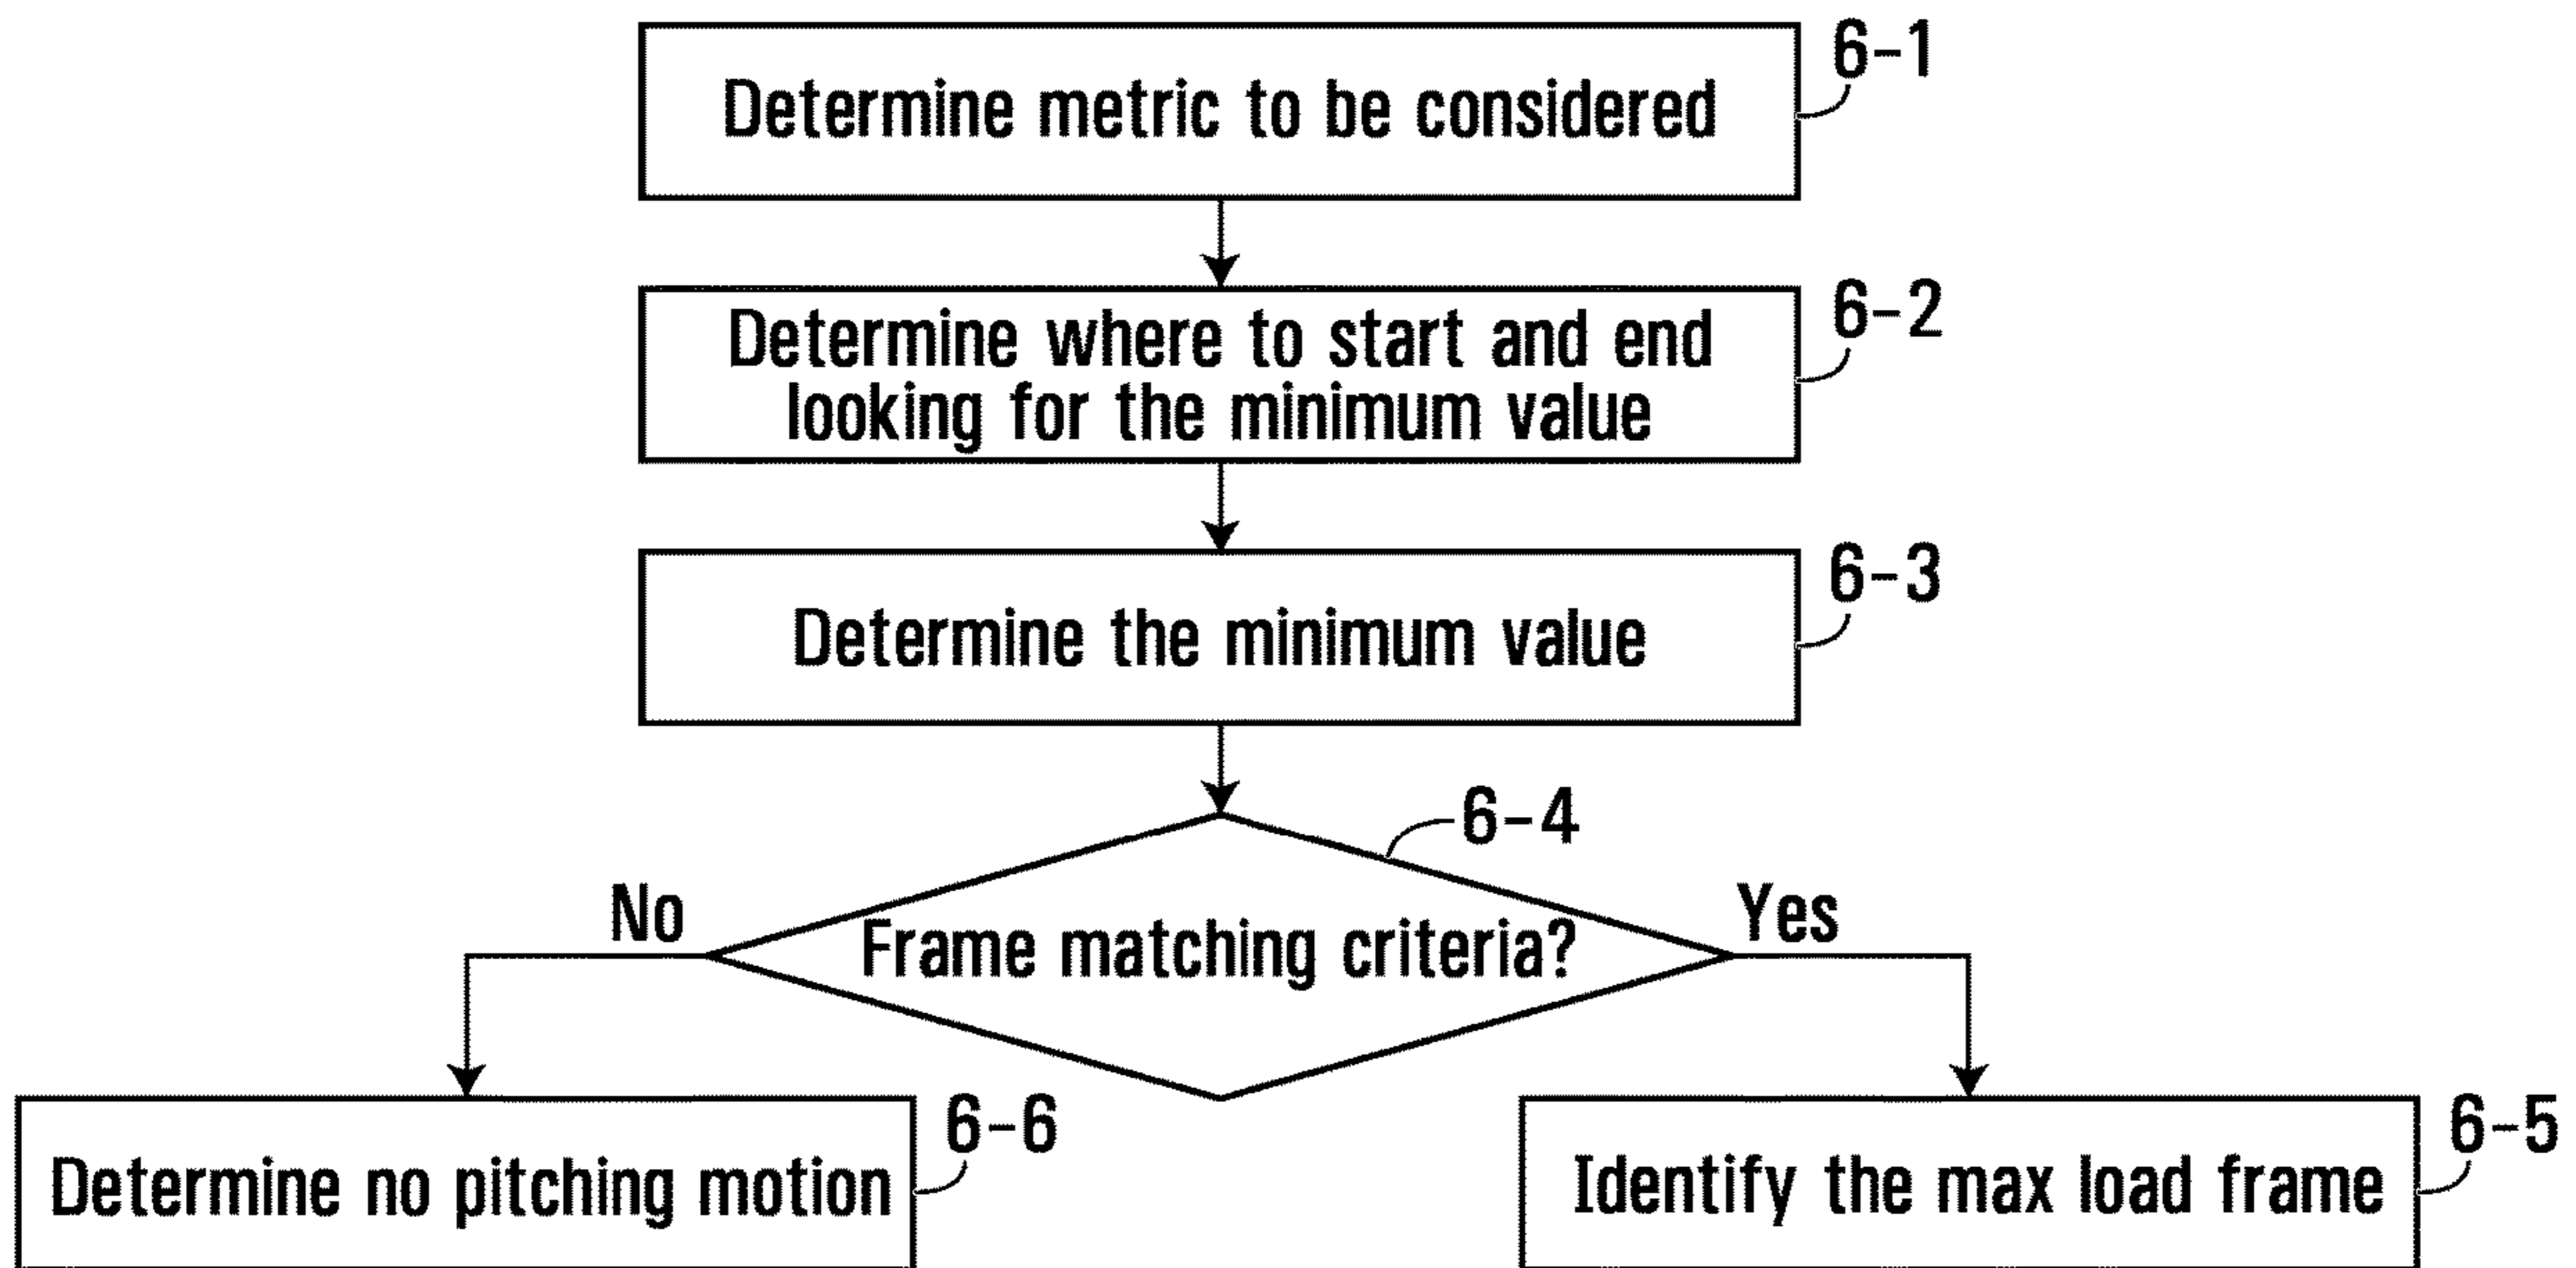 Determine metric to be considered
6-1
Determine where to start and end
looking for the minimum value
6-2
Determine the minimum value
6-3
6-4
Frame matching criteria?
No
Yes
Determine no pitching motion
6-6
Identify the max load frame
6-5